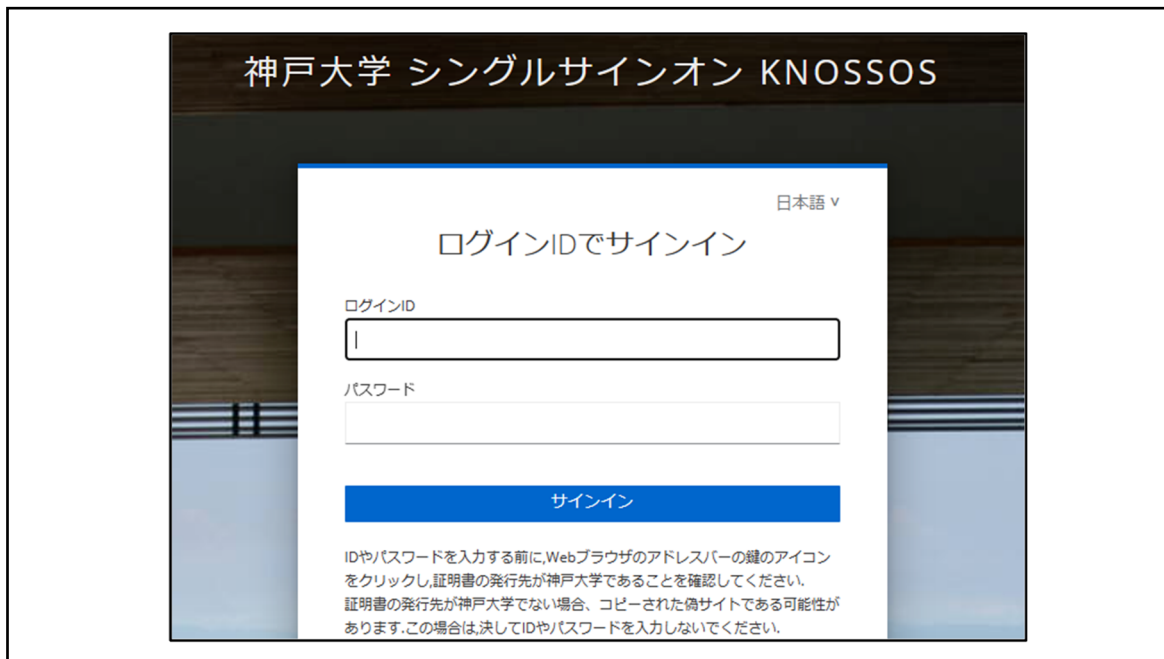 神戸大学 シングルサインオン KNOSSOS
日本語 ∨
ログインIDでサインイン
ログインID
パスワード
サインイン
IDやパスワードを入力する前に,Webブラウザのアドレスバーの鍵のアイコン
をクリックし,証明書の発行先が神戸大学であることを確認してください.
証明書の発行先が神戸大学でない場合、コピーされた偽サイトである可能性が
あります.この場合は,決してIDやパスワードを入力しないでください.